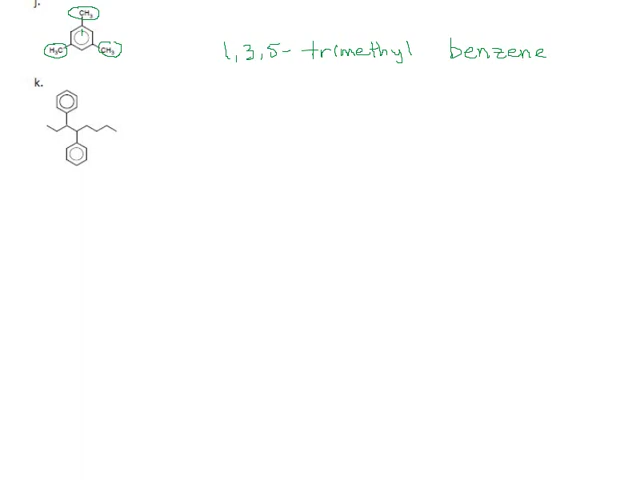 j.
CH₃
H₃C CH₃ 1,3,5- trimethyl benzene
k.